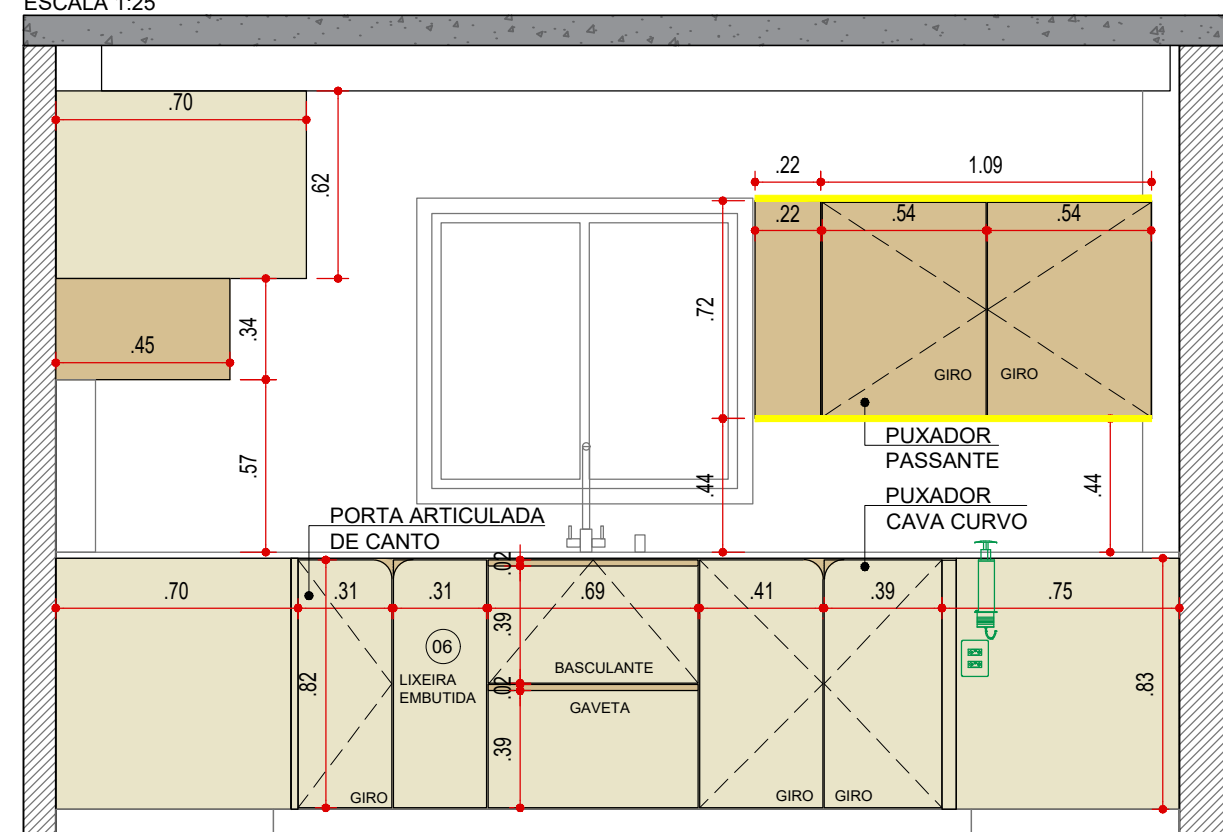 ESCALA 1:25
.70
.62
.22
1.09
.22
.54
.54
.72
.34
.45
GIRO
GIRO
PUXADOR
PASSANTE
.57
.44
.44
PUXADOR
CAVA CURVO
PORTA ARTICULADA
DE CANTO
.02
.70
.31
.31
.69
.41
.39
.75
.39
06
LIXEIRA
EMBUTIDA
BASCULANTE
.82
.02
.83
GAVETA
.39
GIRO
GIRO
GIRO